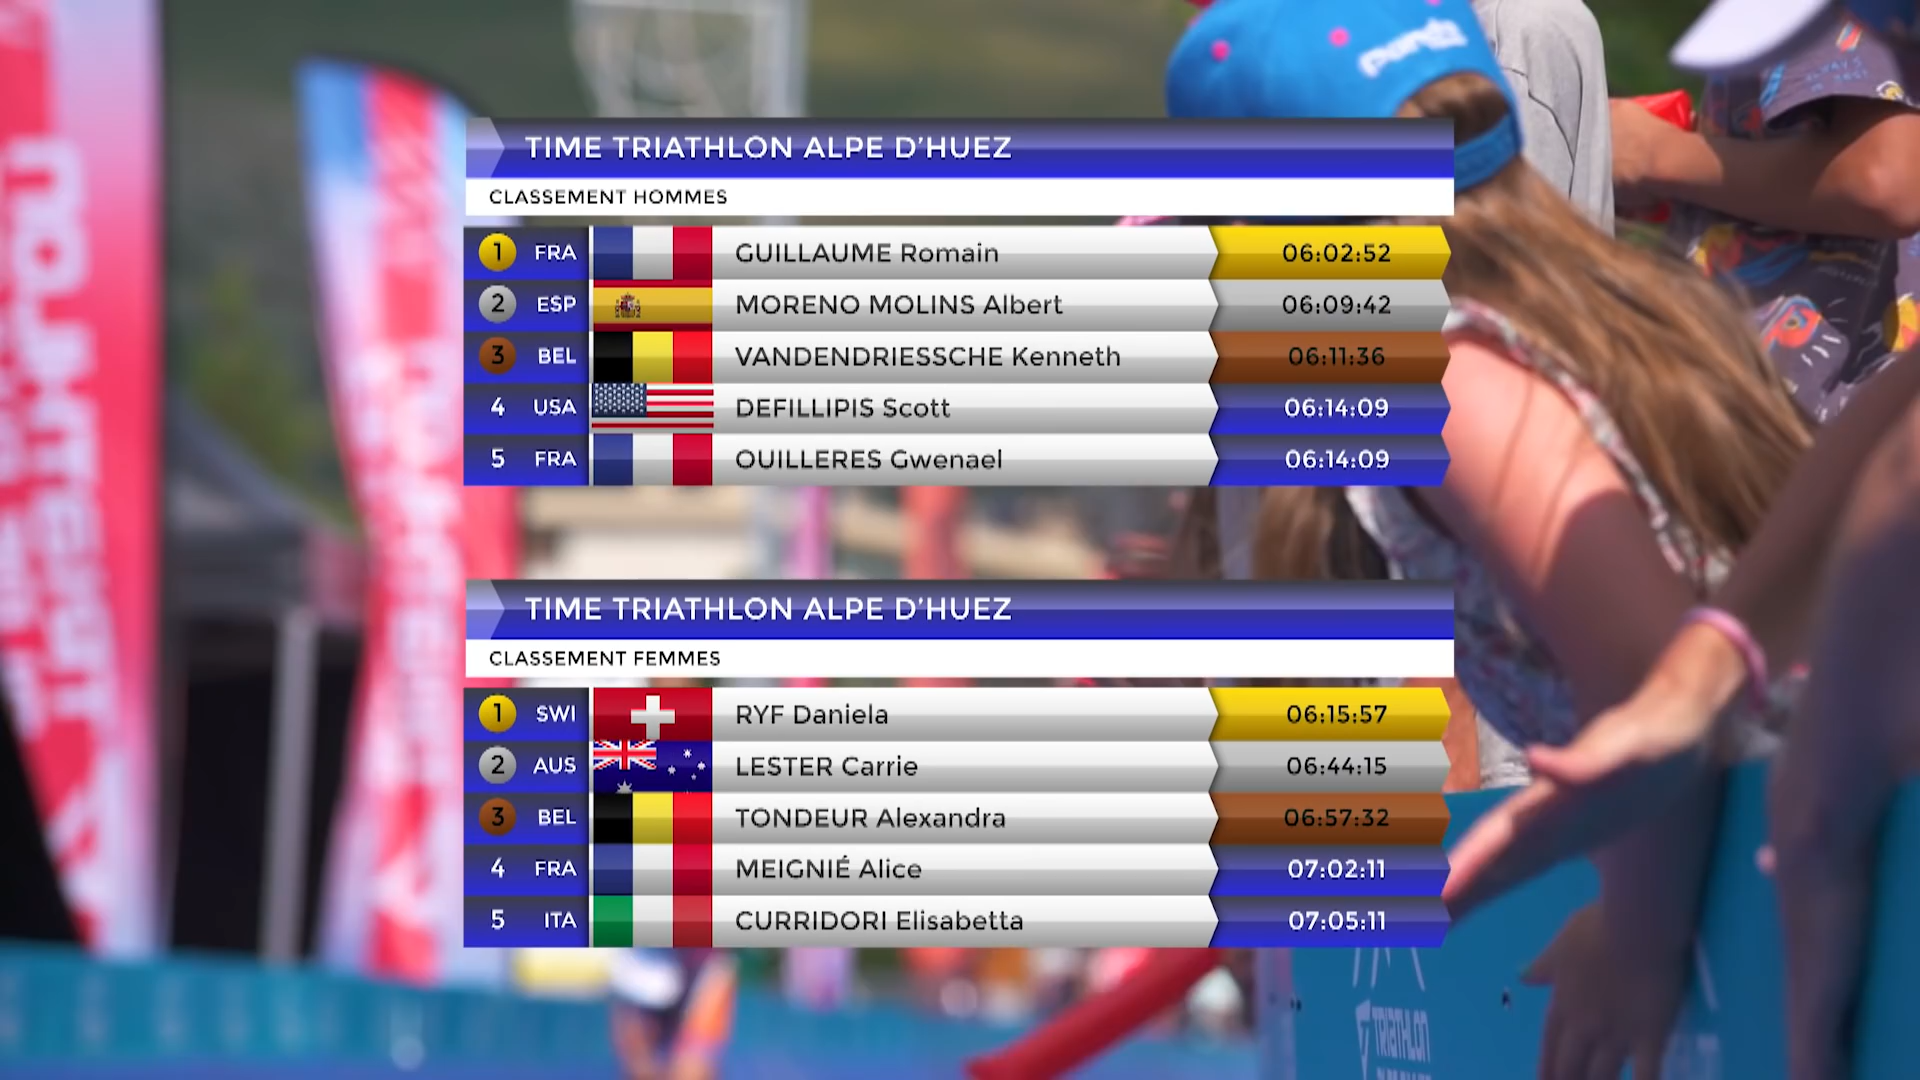 TIME TRIATHLON ALPE D'HUEZ
CLASSEMENT HOMMES
1 FRA GUILLAUME Romain 06:02:52
2 ESP MORENO MOLINS Albert 06:09:42
3 BEL VANDENDRIESSCHE Kenneth 06:11:36
4 USA DEFILLIPIS Scott 06:14:09
5 FRA OUILLERES Gwenael 06:14:09
TIME TRIATHLON ALPE D'HUEZ
CLASSEMENT FEMMES
1 SWI RYF Daniela 06:15:57
2 AUS LESTER Carrie 06:44:15
3 BEL TONDEUR Alexandra 06:57:32
4 FRA MEIGNIÉ Alice 07:02:11
5 ITA CURRIDORI Elisabetta 07:05:11
TRIATHLON